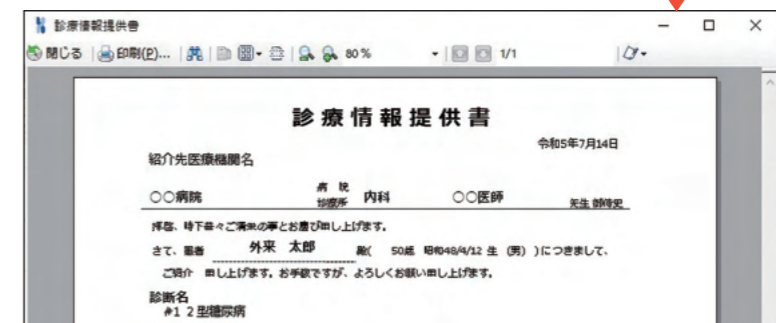 診療情報提供書
閉じる 印刷(P)... 80% 1/1
診療情報提供書
令和5年7月14日
紹介先医療機関名
〇〇病院 病院 診療所 内科 〇〇医師 先生 御侍史
拝啓、時下益々ご清栄の事とお慶び申し上げます。
さて、患者 外来 太郎 殿( 50歳 昭和48/4/12 生 (男) )につきまして、
ご紹介 申し上げます。お手数ですが、よろしくお願い申し上げます。
診断名
#1 2型糖尿病